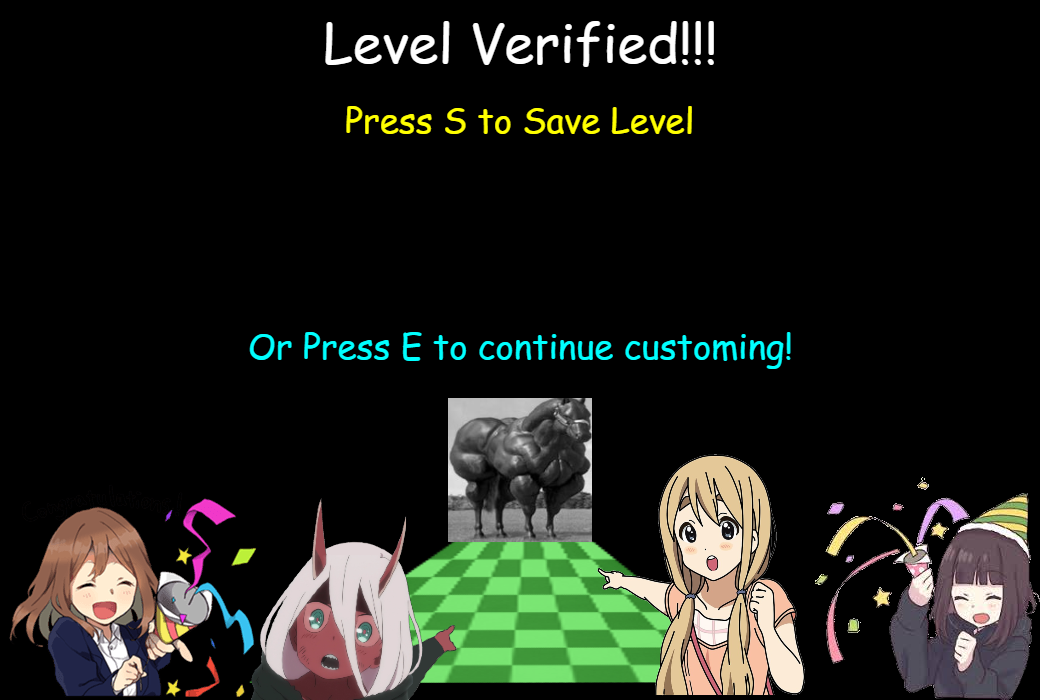 Level Verified!!!
Press S to Save Level
Or Press E to continue customing!